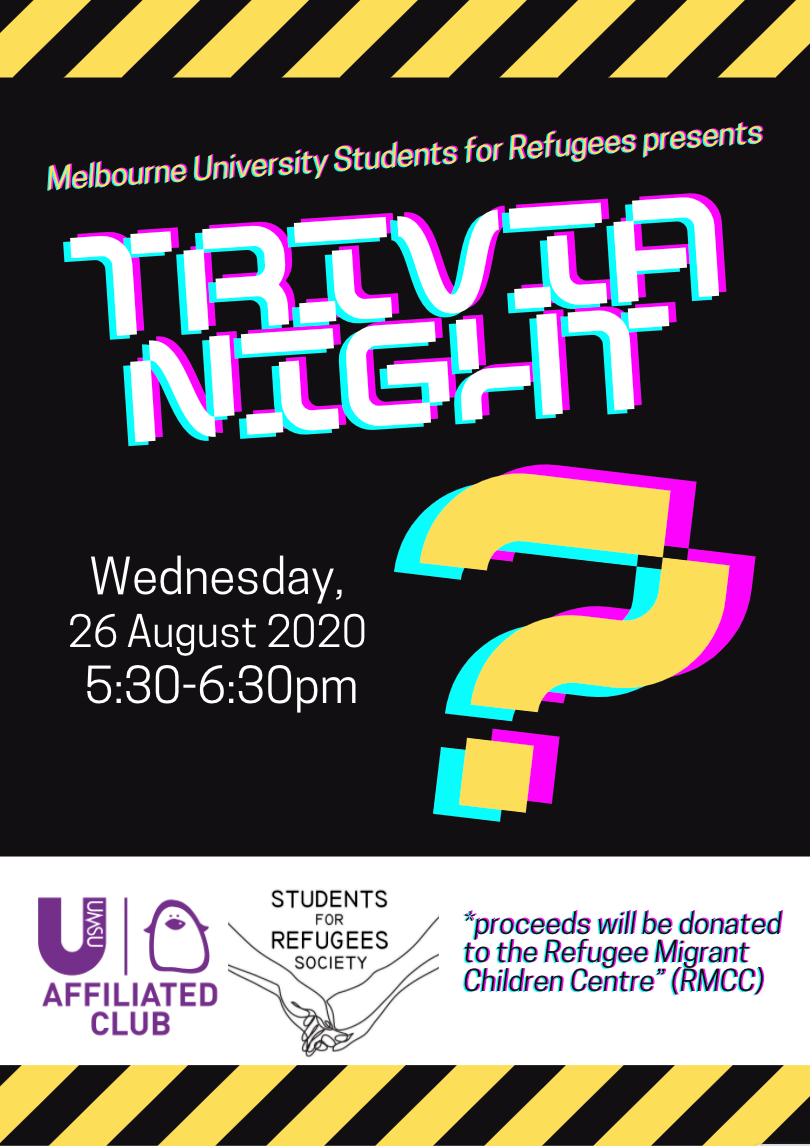 Melbourne University Students for Refugees presents
TRIVIA
NIGHT
?
Wednesday,
26 August 2020
5:30-6:30pm
U UMSU
AFFILIATED
CLUB
STUDENTS
FOR
REFUGEES
SOCIETY
*proceeds will be donated
to the Refugee Migrant
Children Centre” (RMCC)